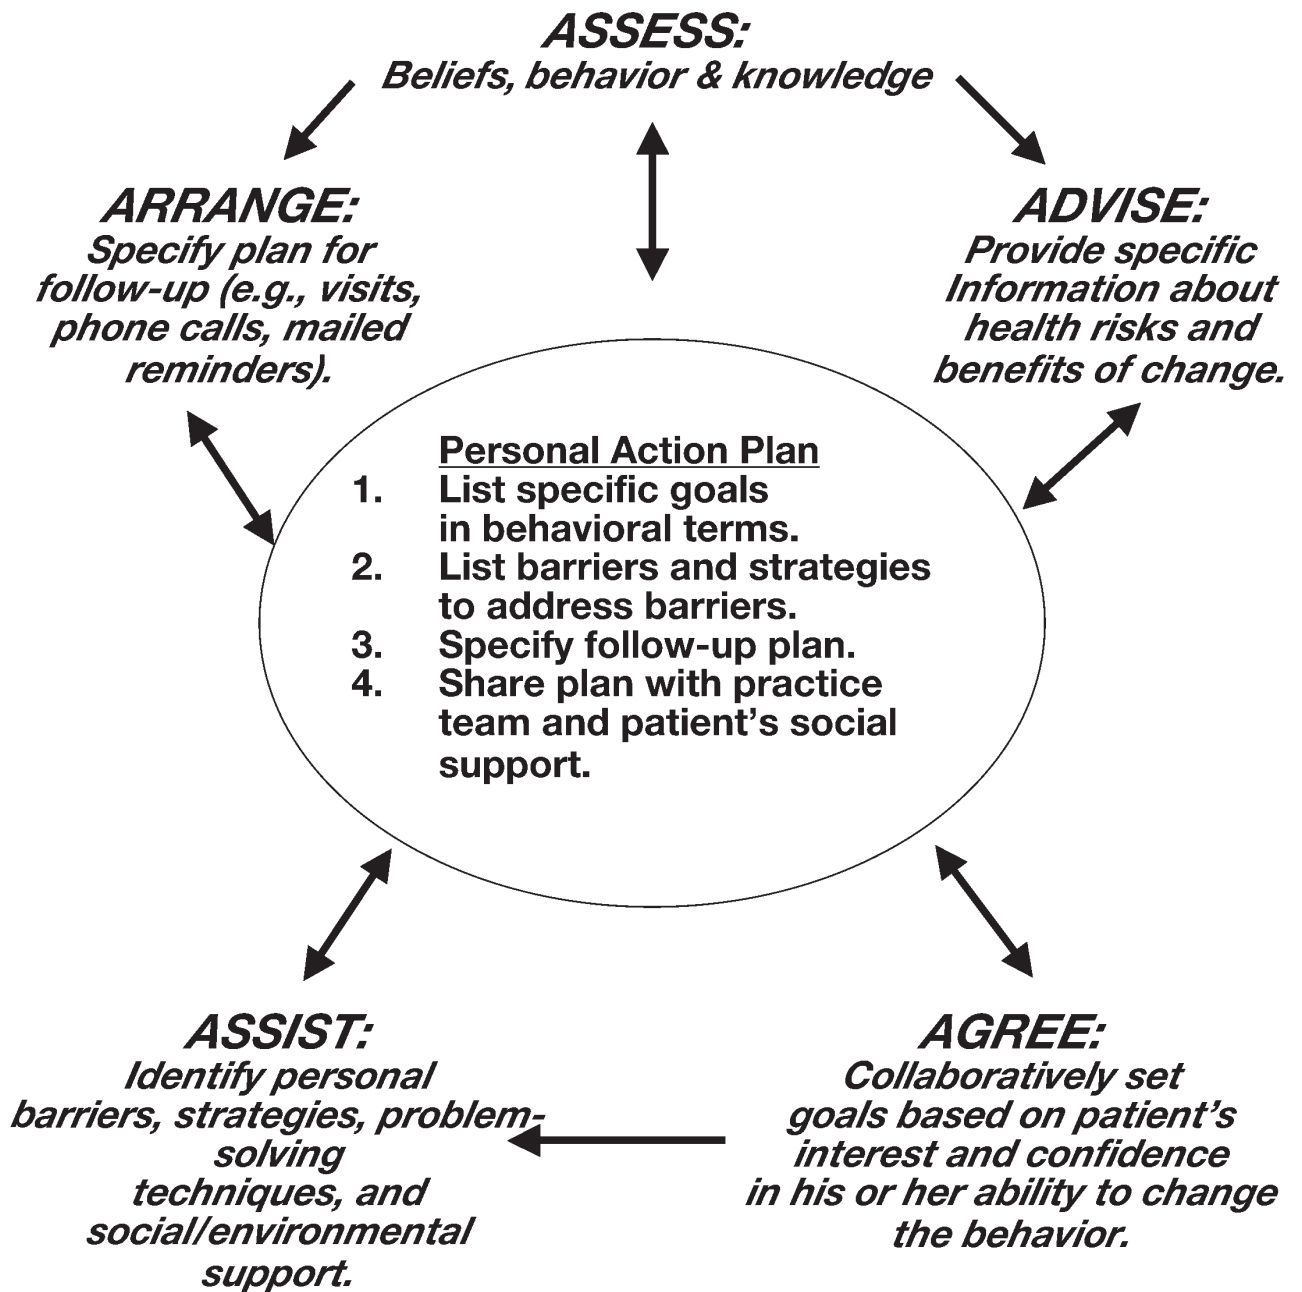 ASSESS:
Beliefs, behavior & knowledge
ARRANGE:
Specify plan for
follow-up (e.g., visits,
phone calls, mailed
reminders).
ADVISE:
Provide specific
Information about
health risks and
benefits of change.
Personal Action Plan
1. List specific goals
in behavioral terms.
2. List barriers and strategies
to address barriers.
3. Specify follow-up plan.
4. Share plan with practice
team and patient's social
support.
ASSIST:
Identify personal
barriers, strategies, problem-
solving
techniques, and
social/environmental
support.
AGREE:
Collaboratively set
goals based on patient's
interest and confidence
in his or her ability to change
the behavior.